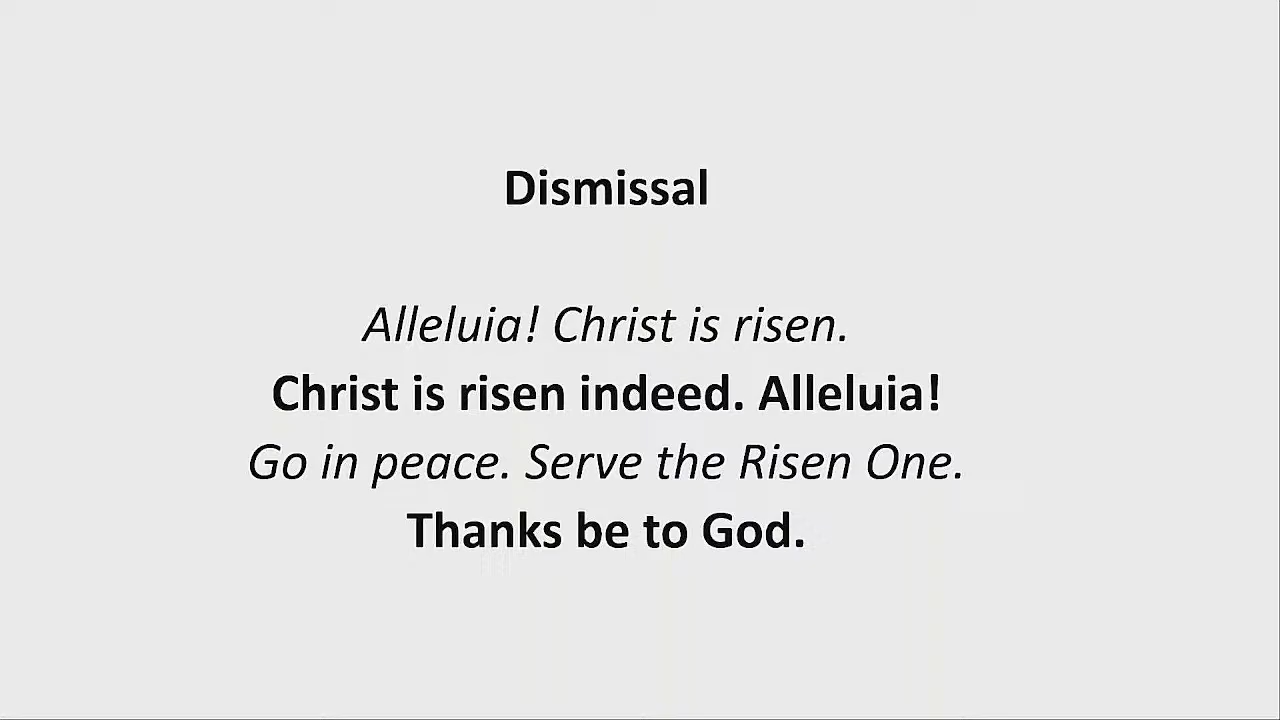 Dismissal
Alleluia! Christ is risen.
Christ is risen indeed. Alleluia!
Go in peace. Serve the Risen One.
Thanks be to God.